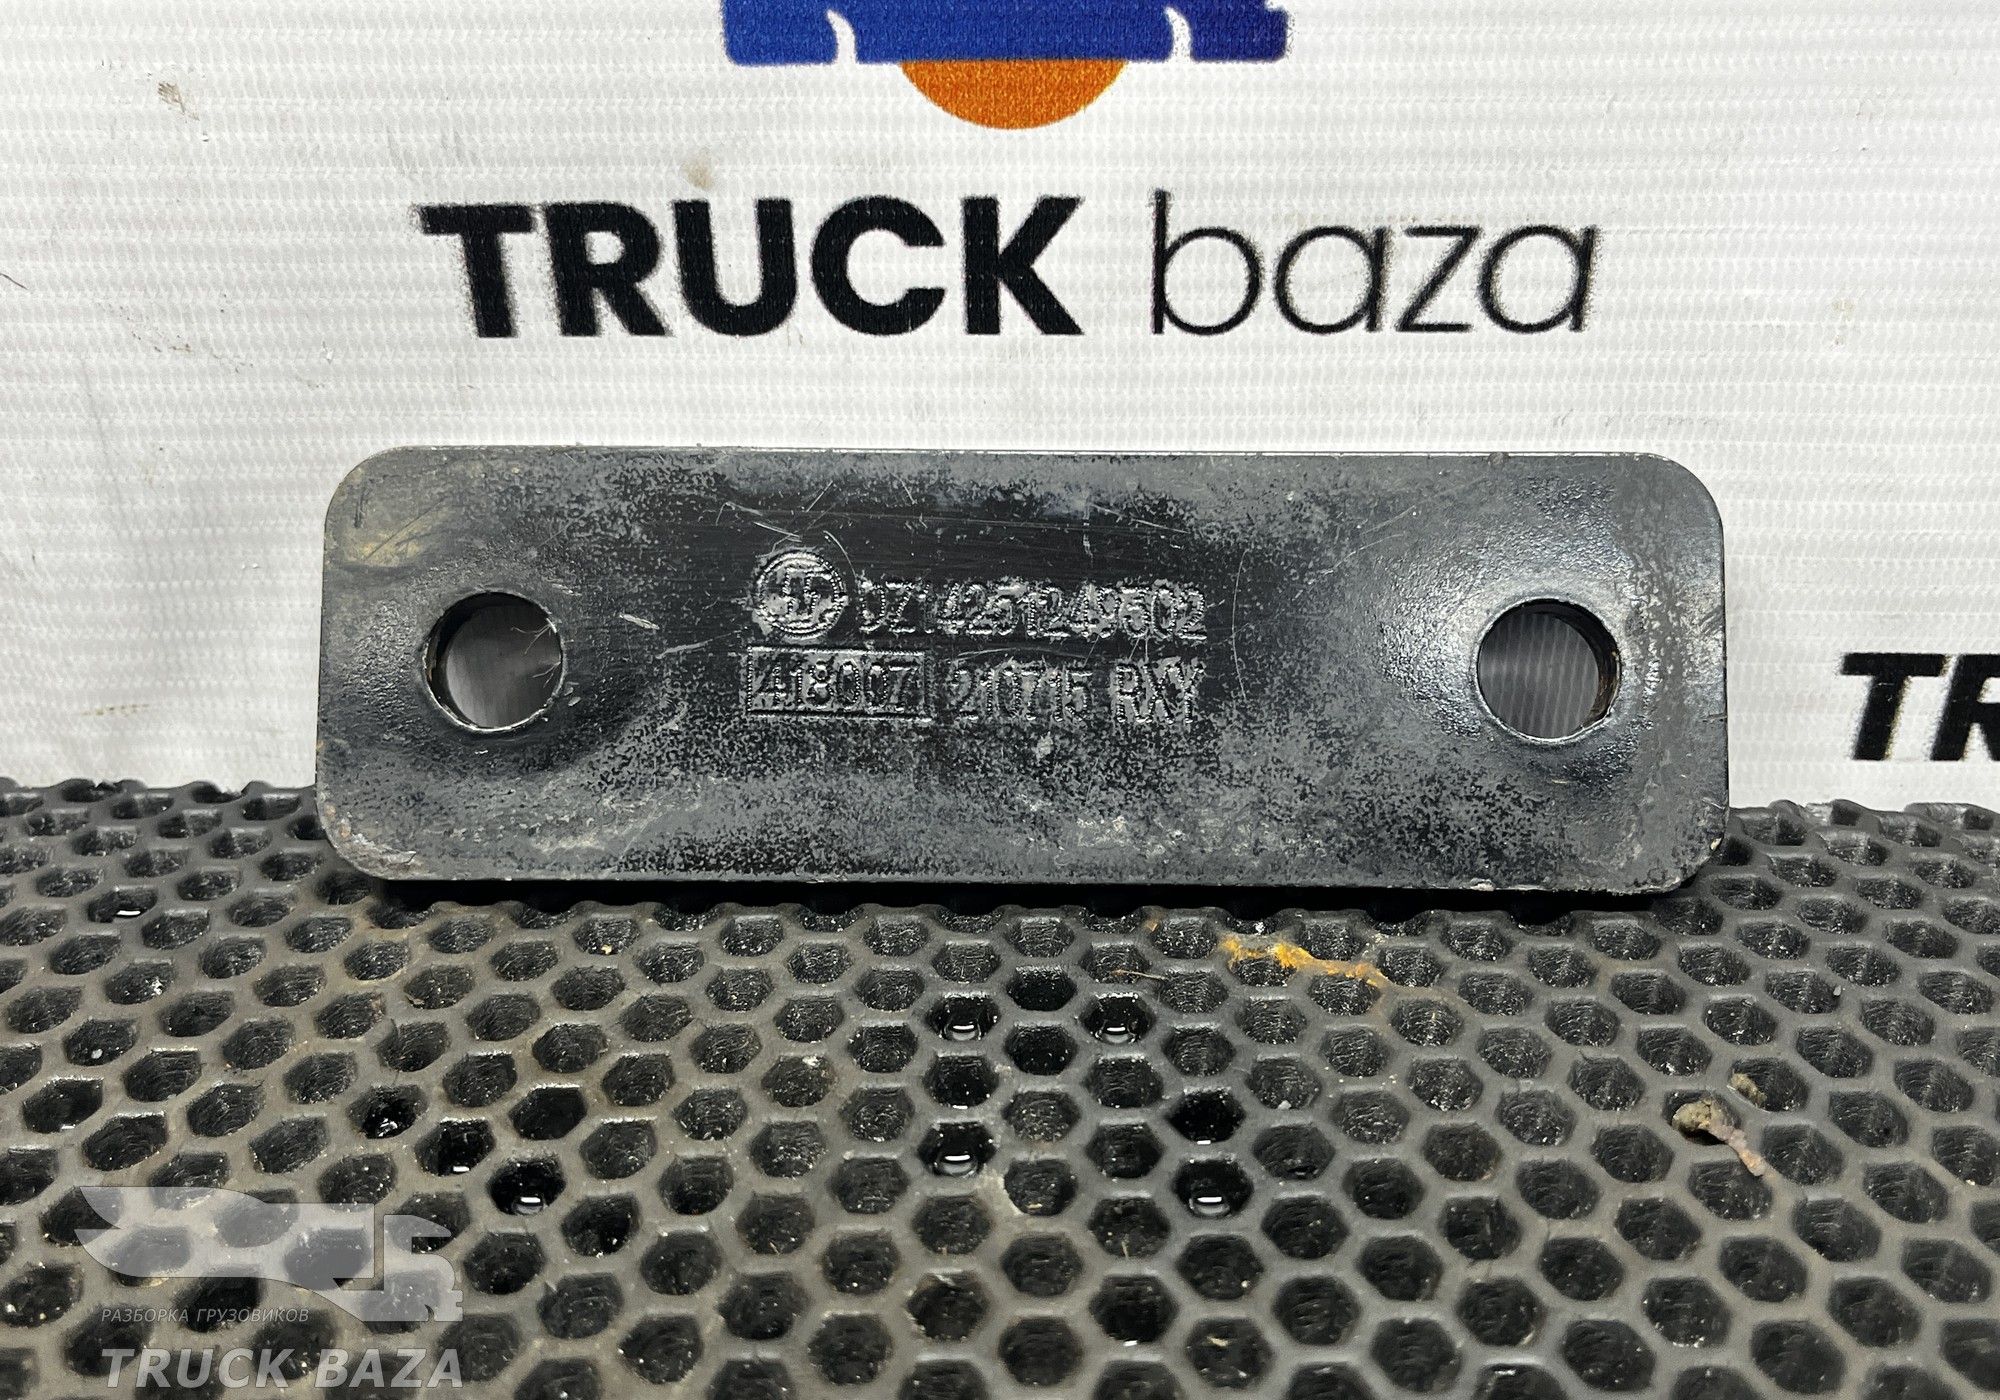 TRUCK baza
DZ14251249502
418007 210715 RXY
TR
РАЗБОРКА ГРУЗОВИКОВ
TRUCK BAZA